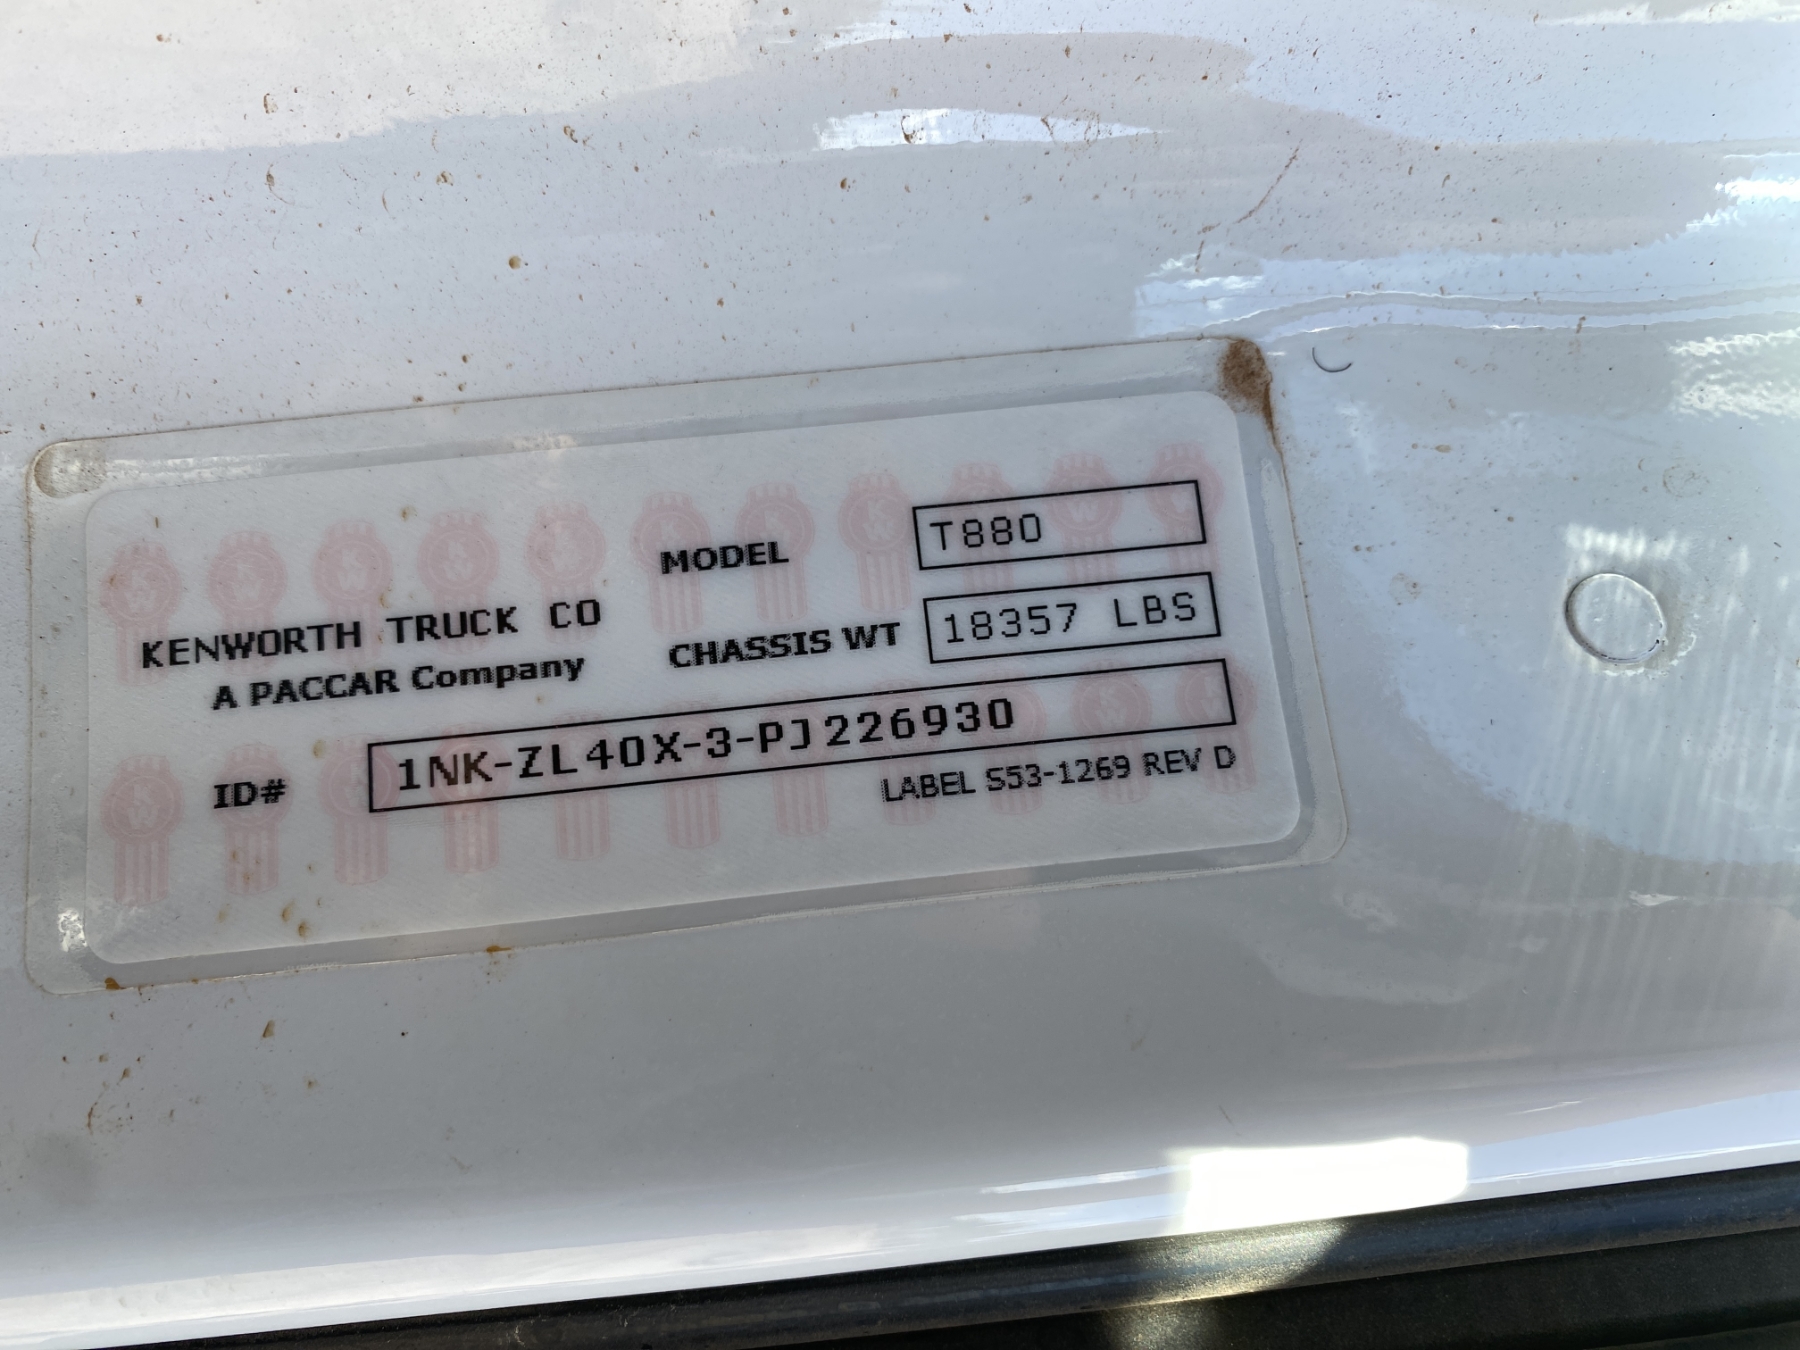 MODEL T880
KENWORTH TRUCK CO
CHASSIS WT 18357 LBS
A PACCAR Company
ID# 1NK-ZL40X-3-PJ226930
LABEL S53-1269 REV D